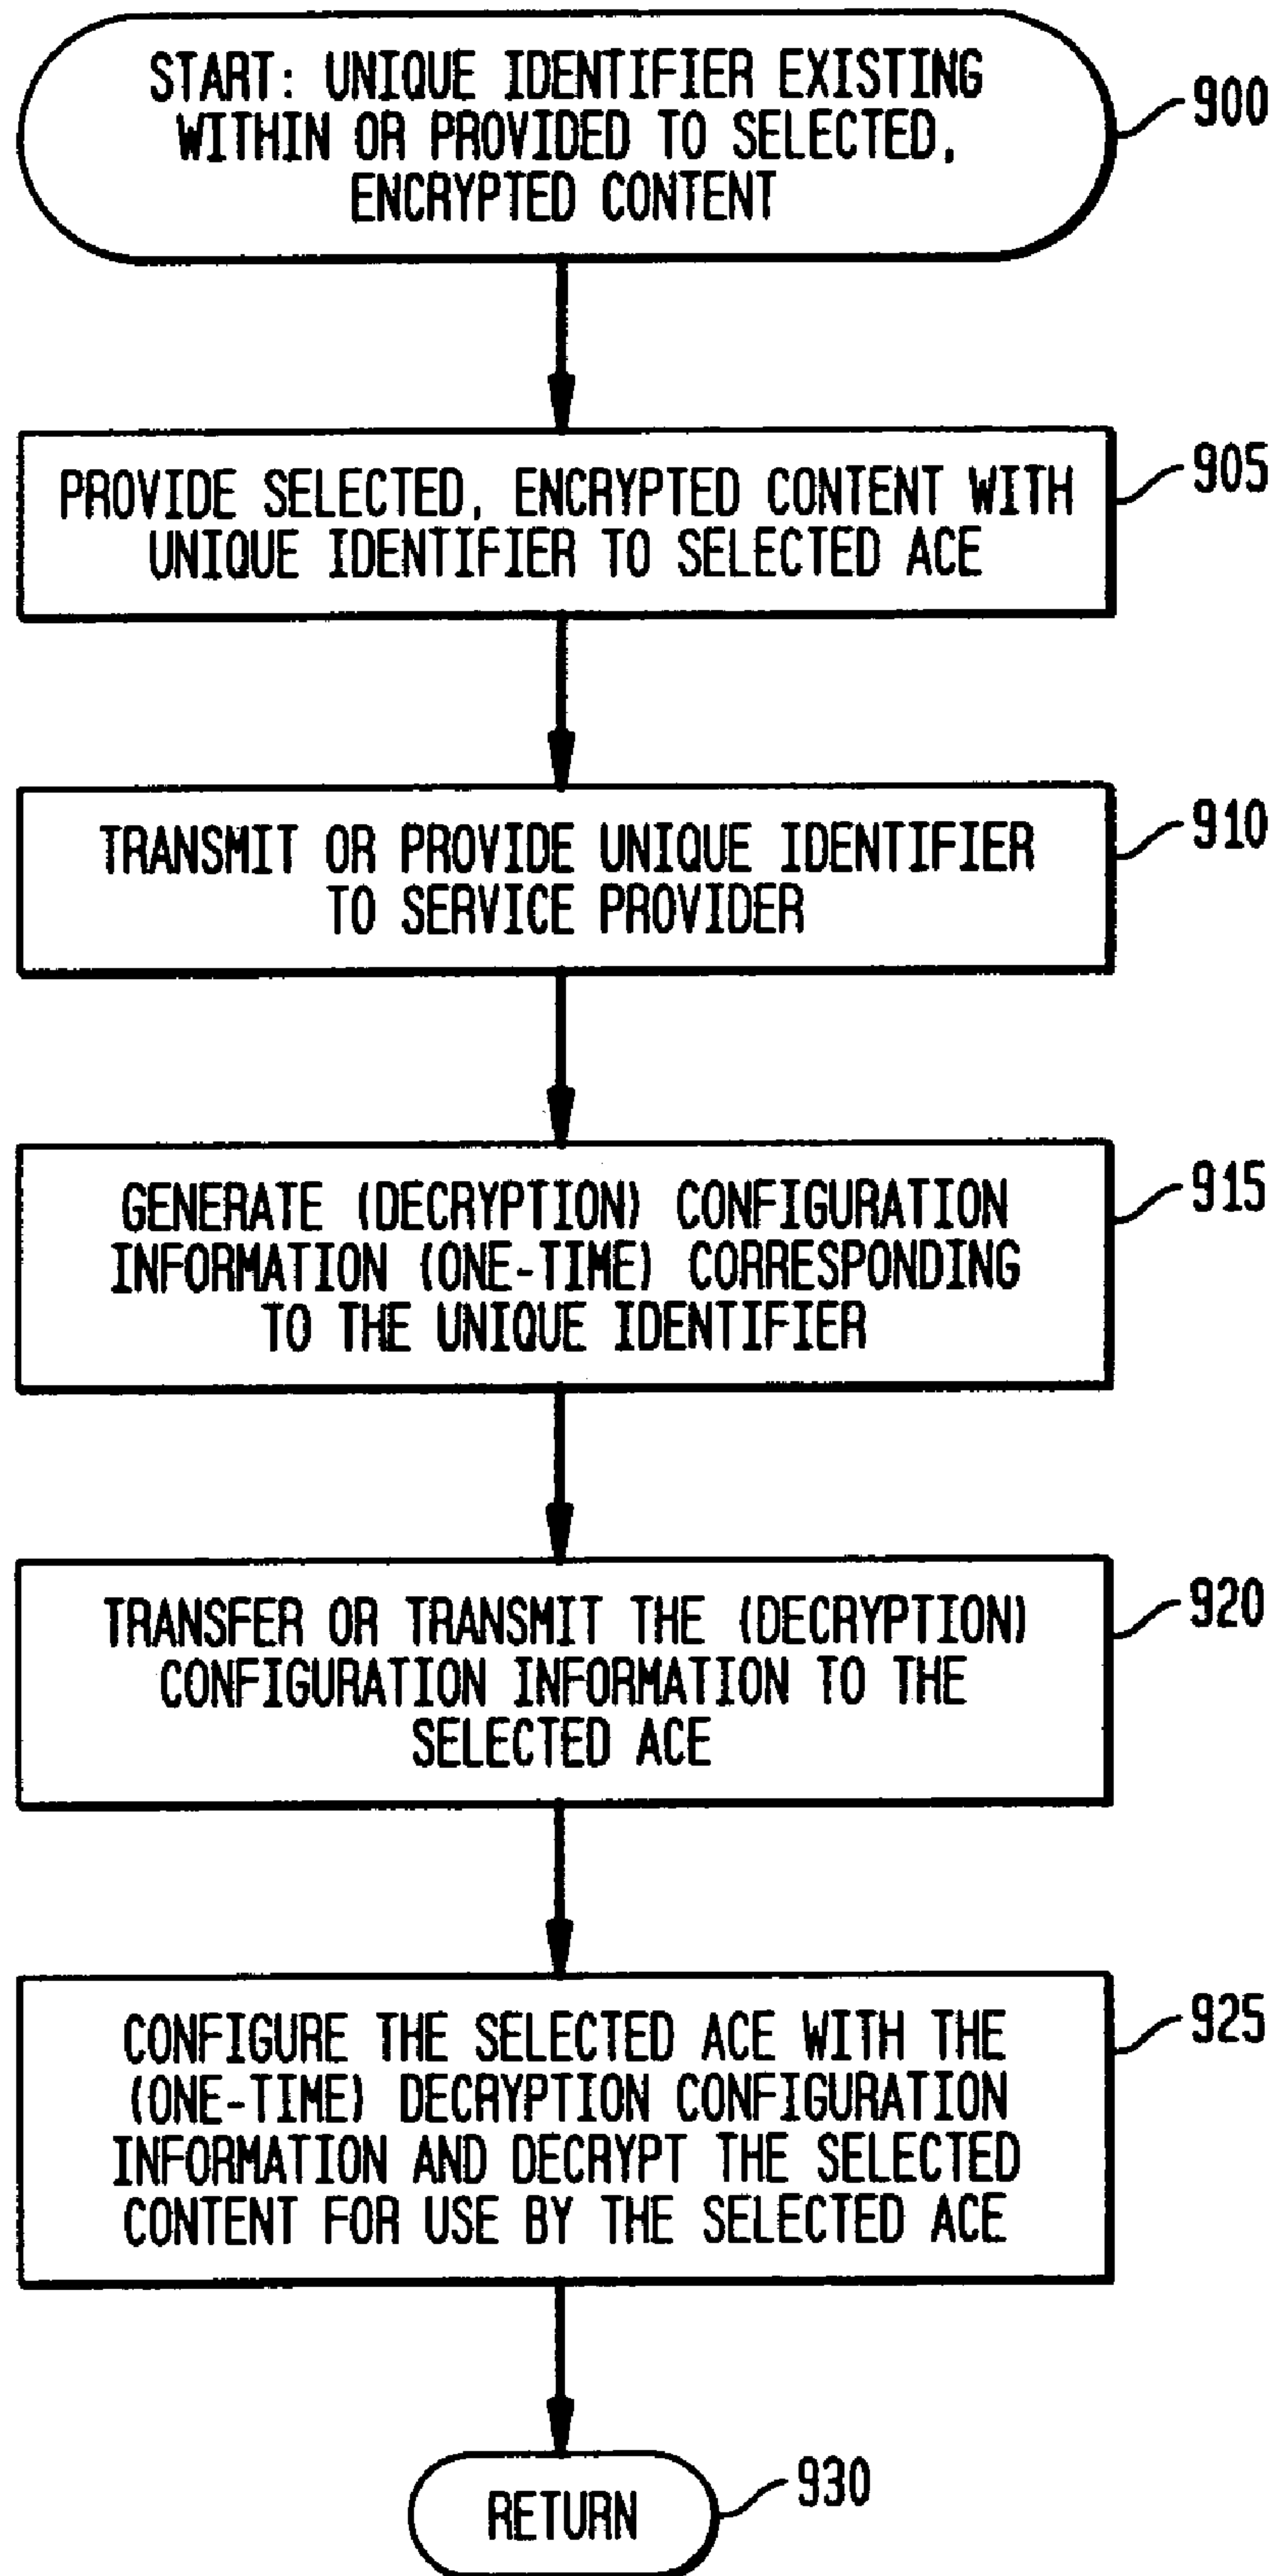 START: UNIQUE IDENTIFIER EXISTING
WITHIN OR PROVIDED TO SELECTED,
ENCRYPTED CONTENT
900
PROVIDE SELECTED, ENCRYPTED CONTENT WITH
UNIQUE IDENTIFIER TO SELECTED ACE
905
TRANSMIT OR PROVIDE UNIQUE IDENTIFIER
TO SERVICE PROVIDER
910
GENERATE (DECRYPTION) CONFIGURATION
INFORMATION (ONE-TIME) CORRESPONDING
TO THE UNIQUE IDENTIFIER
915
TRANSFER OR TRANSMIT THE (DECRYPTION)
CONFIGURATION INFORMATION TO THE
SELECTED ACE
920
CONFIGURE THE SELECTED ACE WITH THE
(ONE-TIME) DECRYPTION CONFIGURATION
INFORMATION AND DECRYPT THE SELECTED
CONTENT FOR USE BY THE SELECTED ACE
925
RETURN
930